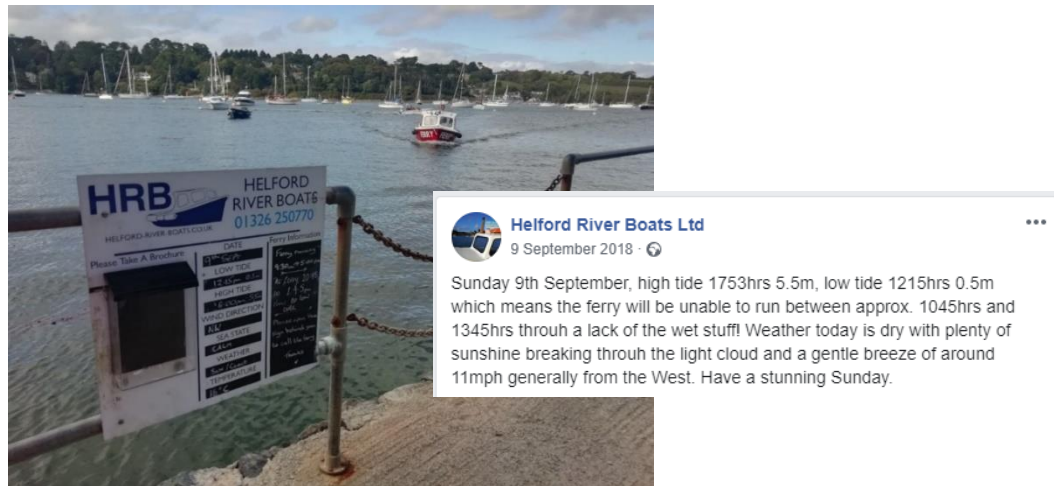 HRB
HELFORD
RIVER BOATS
01326 250770
HELFORD-RIVER-BOATS.CO.UK
Please Take A Brochure
DATE
LOW TIDE
HIGH TIDE
WIND DIRECTION
NW
SEA STATE
CALM
WEATHER
TEMPERATURE
Ferry Information
FERRY
Helford River Boats Ltd
9 September 2018
Sunday 9th September, high tide 1753hrs 5.5m, low tide 1215hrs 0.5m
which means the ferry will be unable to run between approx. 1045hrs and
1345hrs throuh a lack of the wet stuff! Weather today is dry with plenty of
sunshine breaking throuh the light cloud and a gentle breeze of around
11mph generally from the West. Have a stunning Sunday.